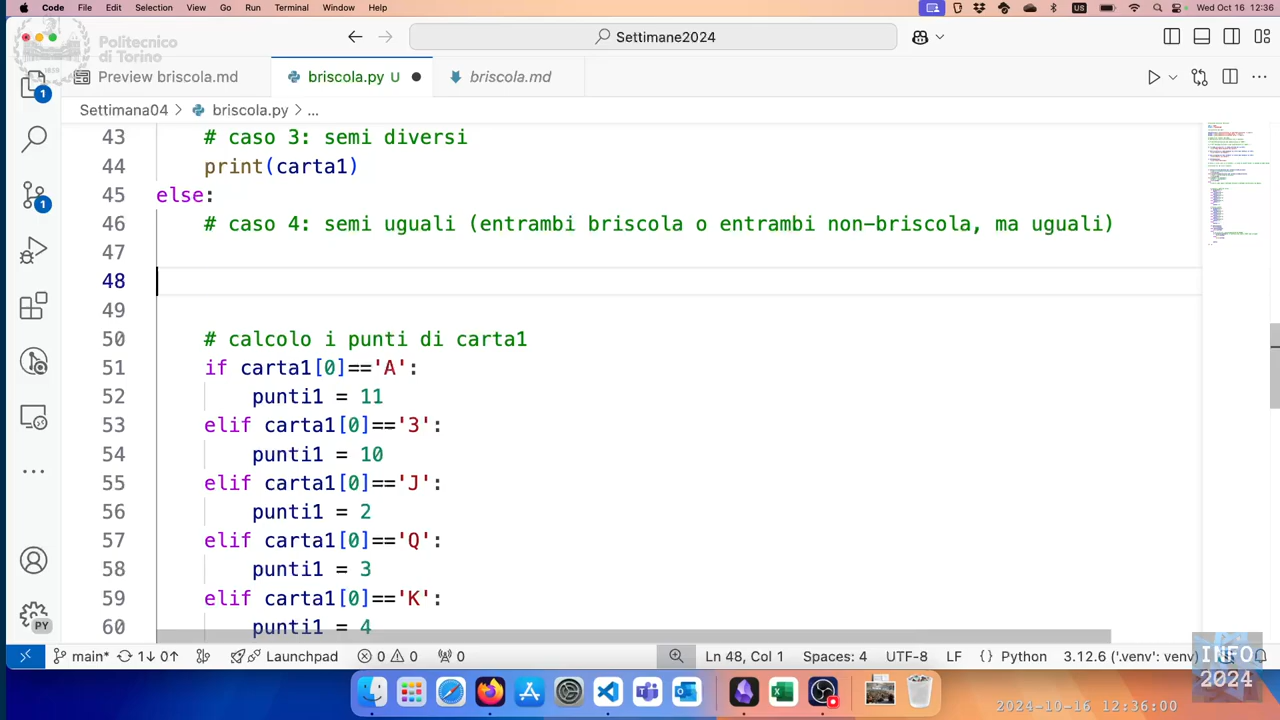 Code File Edit Selection View Go Run Terminal Window Help US Wed Oct 16 12:36
Politecnico
di Torino
Settimane2024
Preview briscola.md briscola.py U briscola.md
Settimana04 > briscola.py > ...
43 # caso 3: semi diversi
44 print(carta1)
45 else:
46 # caso 4: semi uguali (entrambi briscola o entrambi non-briscola, ma uguali)
47
48
49
50 # calcolo i punti di carta1
51 if carta1[0]=='A':
52 punti1 = 11
53 elif carta1[0]=='3':
54 punti1 = 10
55 elif carta1[0]=='J':
56 punti1 = 2
57 elif carta1[0]=='Q':
58 punti1 = 3
59 elif carta1[0]=='K':
60 punti1 = 4
1
1
PY
main* 1↓ 0↑ Launchpad 0 0 0 Ln 48, Col 1 Spaces: 4 UTF-8 LF {} Python 3.12.6 ('.venv': venv)
INFO
2024
2024-10-16 12:36:00